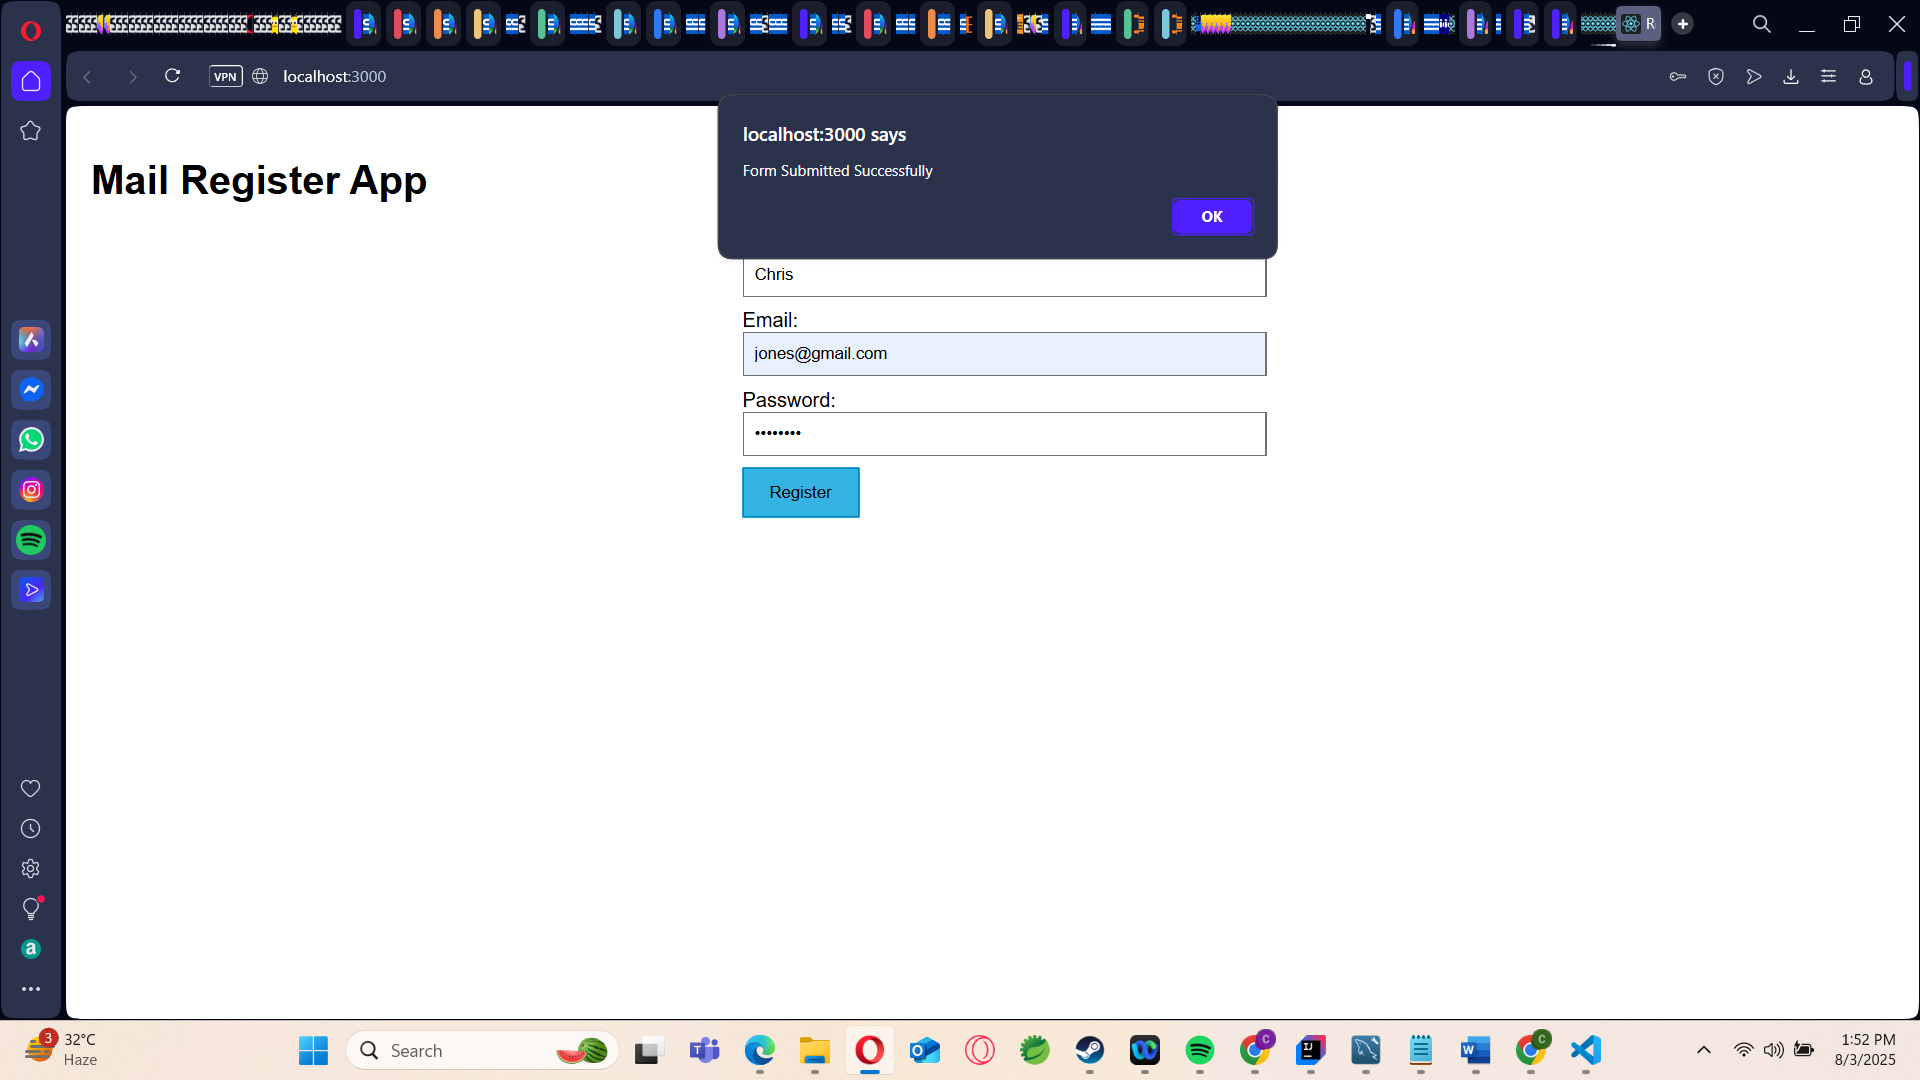 R
VPN localhost:3000
localhost:3000 says
Form Submitted Successfully
OK
Mail Register App
Chris
Email:
jones@gmail.com
Password:
••••••••
Register
3
32°C
Haze
Search
1:52 PM
8/3/2025